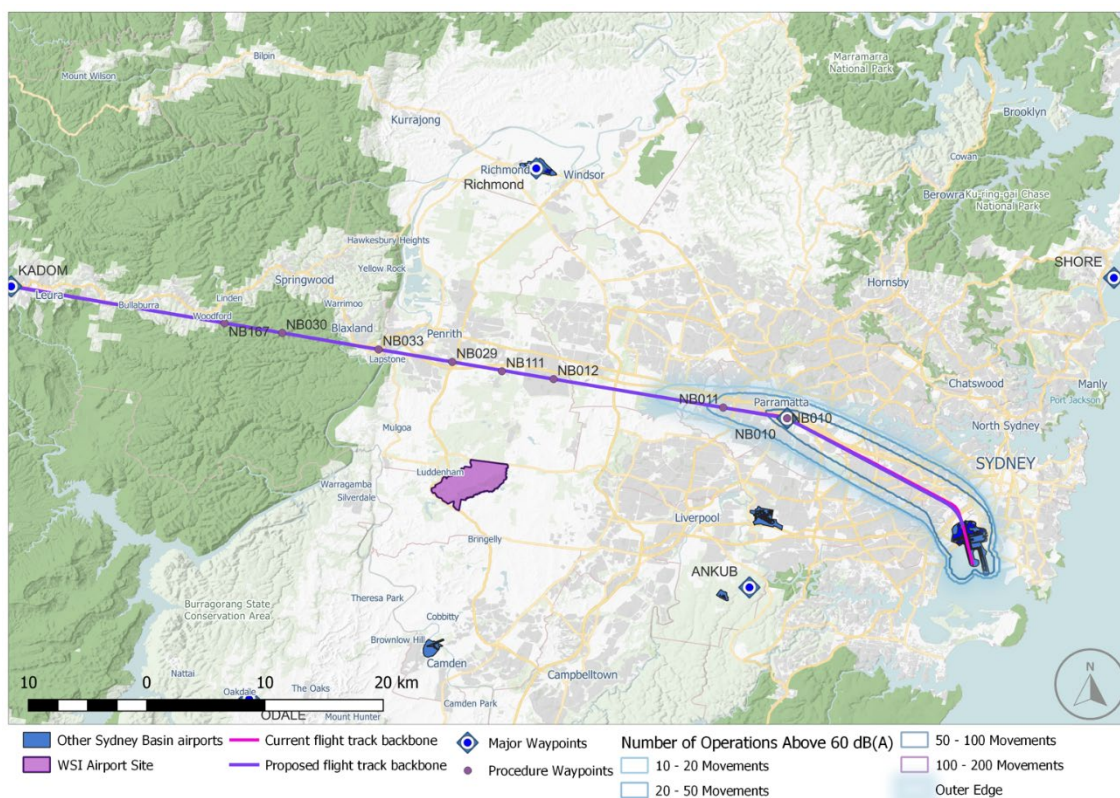 Bilpin
Mount Wilson
Marramarra
National Park
Brooklyn
Kurrajong
Cowan
Richmond
Richmond
Windsor
Berowra
Ku-ring-gai Chase
National Park
Hawkesbury Heights
Yellow Rock
SHORE
KADOM
Leura
Springwood
Hornsby
Linden
Bullaburra
Woodford
Warrimoo
NB167
NB030
Blaxland
Penrith
NB033
Lapstone
NB029
NB111
NB012
Chatswood
Manly
Port Jackson
Parramatta
NB011
NB010
NB010
North Sydney
Mulgoa
SYDNEY
Luddenham
Warragamba
Silverdale
Liverpool
Bringelly
ANKUB
Theresa Park
Burragorang State
Conservation Area
Cobbitty
Brownlow Hill
Camden
Nattai
Campbelltown
N
10 0 10 20 km
Oakdale
The Oaks
Camden Park
ODALE
Mount Hunter
Other Sydney Basin airports
WSI Airport Site
Current flight track backbone
Proposed flight track backbone
Major Waypoints
Procedure Waypoints
Number of Operations Above 60 dB(A)
10 - 20 Movements
20 - 50 Movements
50 - 100 Movements
100 - 200 Movements
Outer Edge